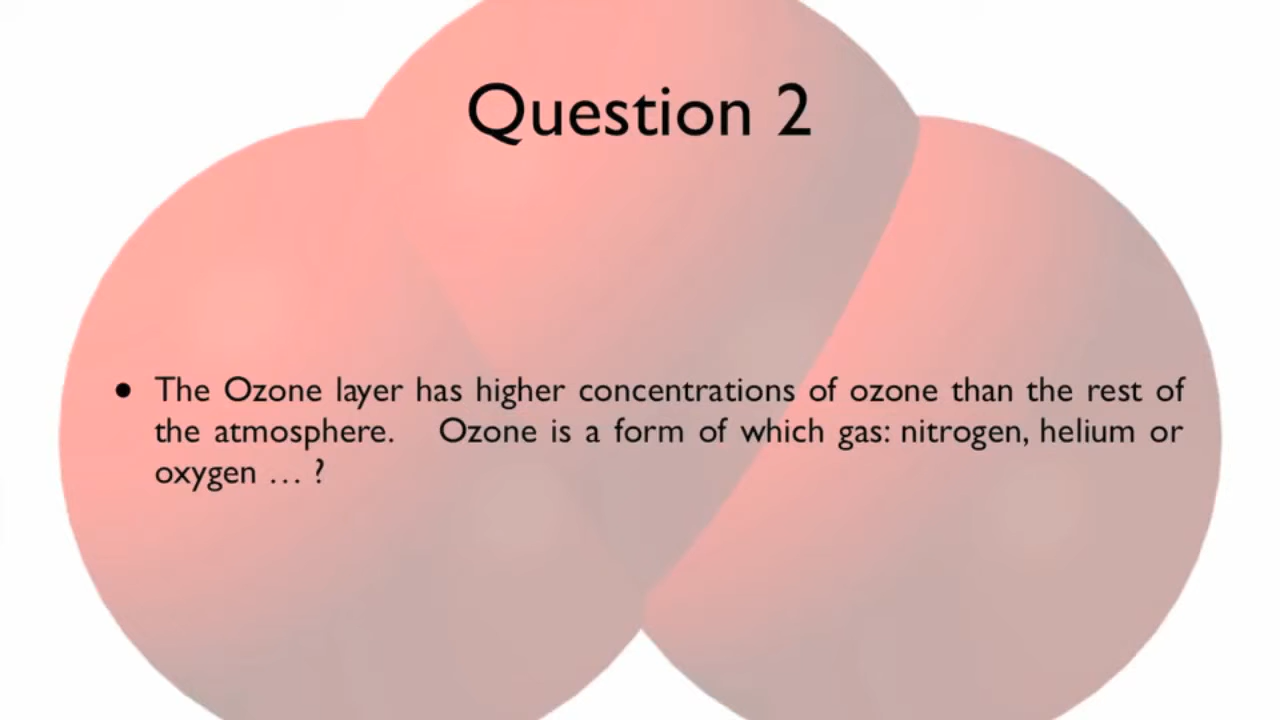 Question 2
● The Ozone layer has higher concentrations of ozone than the rest of
the atmosphere. Ozone is a form of which gas: nitrogen, helium or
oxygen … ?